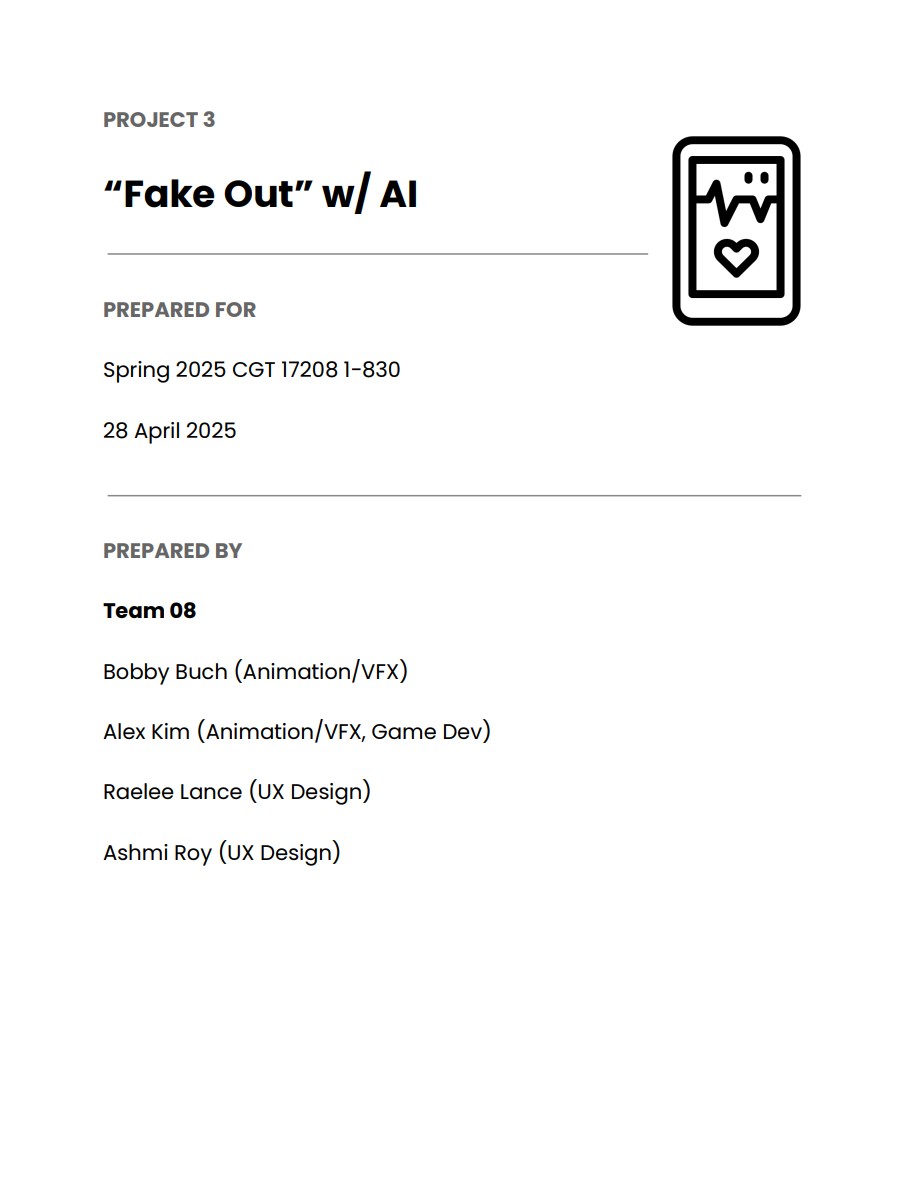 PROJECT 3
“Fake Out” w/ AI
PREPARED FOR
Spring 2025 CGT 17208 1-830
28 April 2025
PREPARED BY
Team 08
Bobby Buch (Animation/VFX)
Alex Kim (Animation/VFX, Game Dev)
Raelee Lance (UX Design)
Ashmi Roy (UX Design)